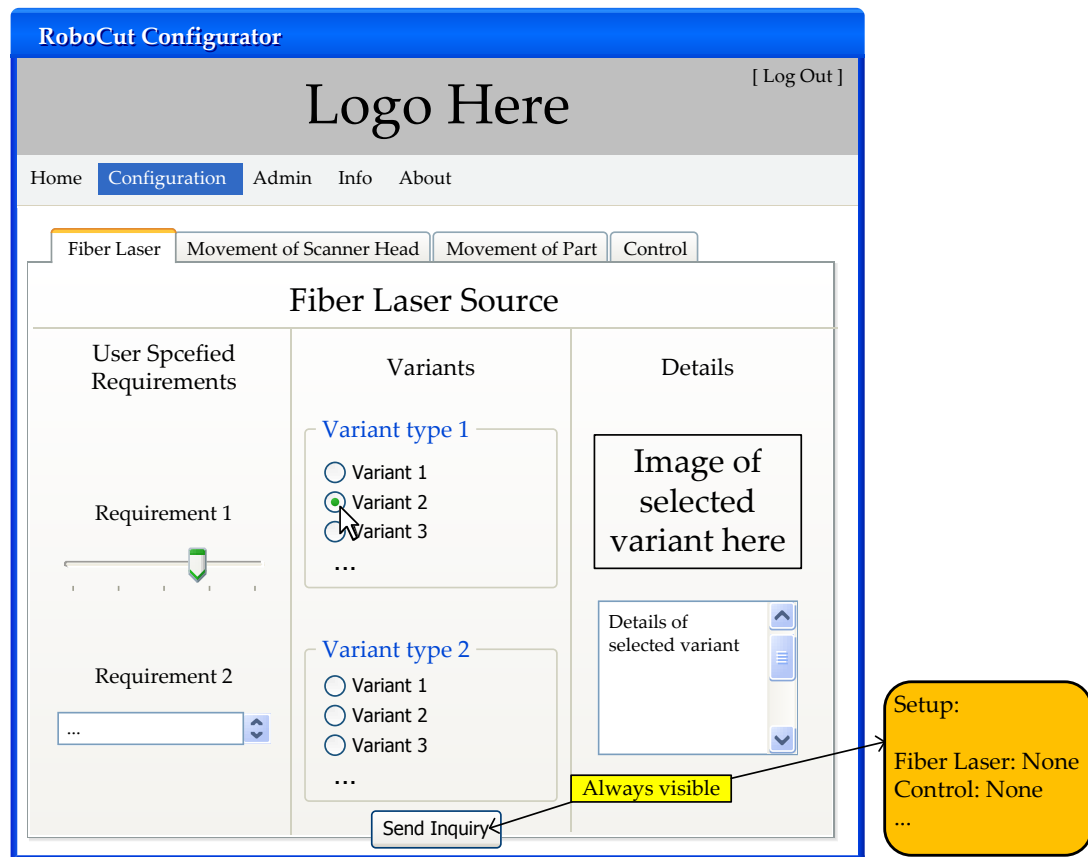 RoboCut Configurator
[ Log Out ]
Logo Here
Home Configuration Admin Info About
Fiber Laser Movement of Scanner Head Movement of Part Control
Fiber Laser Source
User Spcefied
Requirements
Variants
Details
Requirement 1
Requirement 2
...
Variant type 1
Variant 1
Variant 2
Variant 3
...
Variant type 2
Variant 1
Variant 2
Variant 3
...
Image of
selected
variant here
Details of
selected variant
Always visible
Send Inquiry
Setup:
Fiber Laser: None
Control: None
...